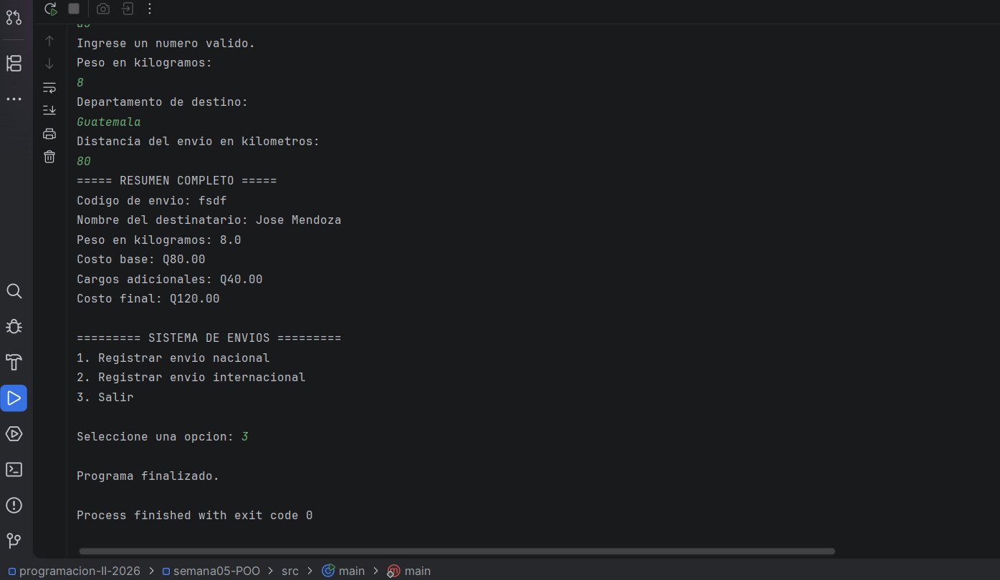 Ingrese un numero valido.
Peso en kilogramos:
8
Departamento de destino:
Guatemala
Distancia del envio en kilometros:
80
===== RESUMEN COMPLETO =====
Codigo de envio: fsdf
Nombre del destinatario: Jose Mendoza
Peso en kilogramos: 8.0
Costo base: Q80.00
Cargos adicionales: Q40.00
Costo final: Q120.00
========= SISTEMA DE ENVIOS =========
1. Registrar envio nacional
2. Registrar envio internacional
3. Salir
Seleccione una opcion: 3
Programa finalizado.
Process finished with exit code 0
programacion-II-2026 > semana05-POO > src > main > main